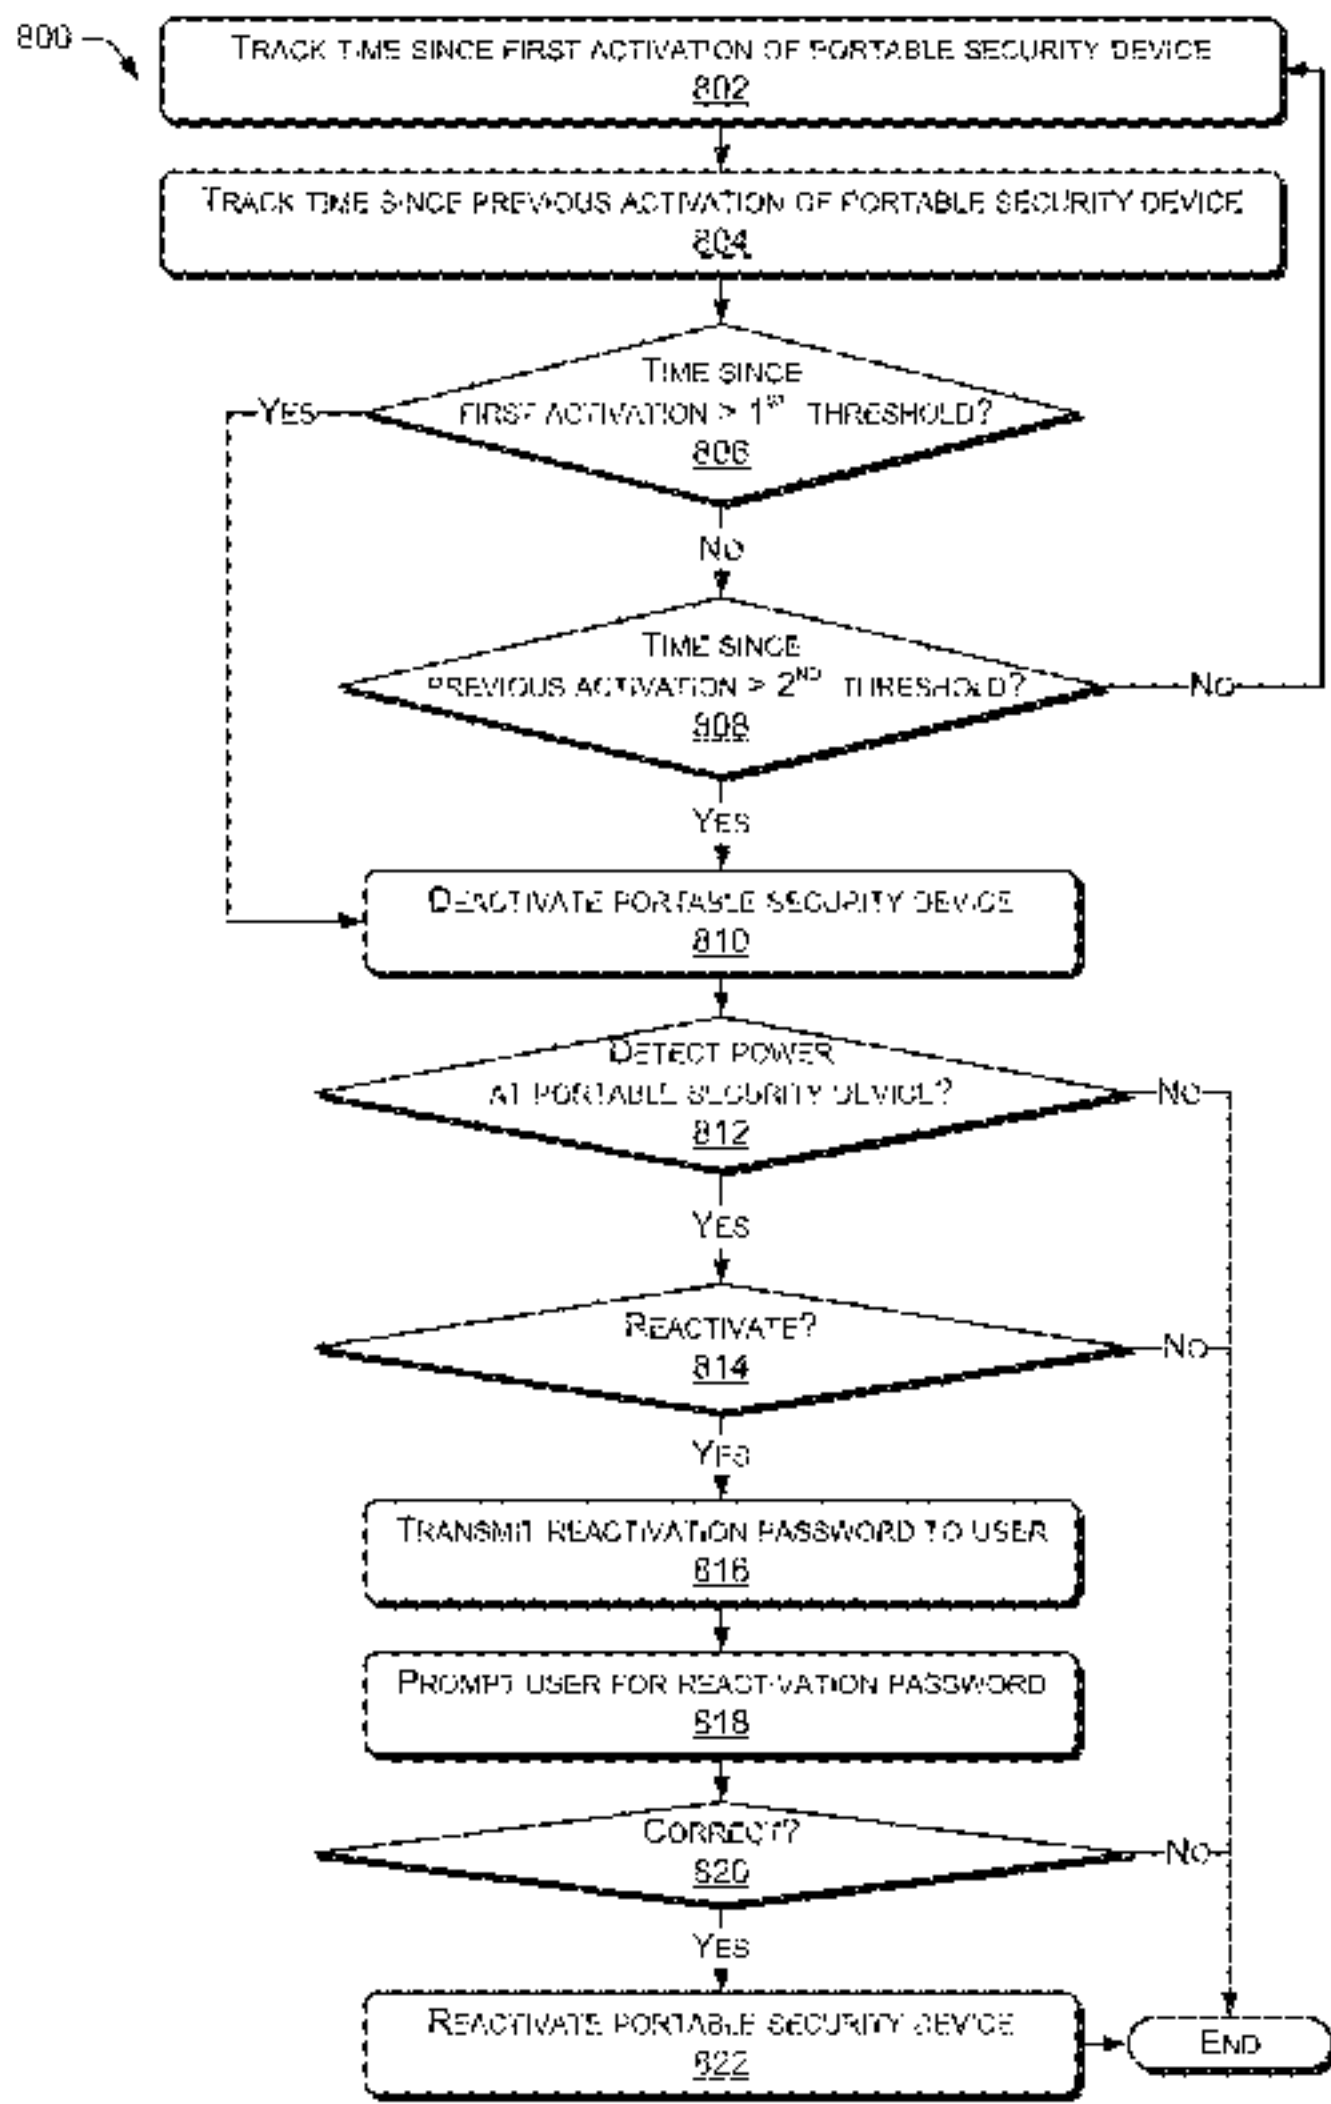 800
TRACK TIME SINCE FIRST ACTIVATION OF PORTABLE SECURITY DEVICE
802
TRACK TIME SINCE PREVIOUS ACTIVATION OF PORTABLE SECURITY DEVICE
804
TIME SINCE
FIRST ACTIVATION > 1ST THRESHOLD?
806
YES
NO
TIME SINCE
PREVIOUS ACTIVATION > 2ND THRESHOLD?
808
NO
YES
DEACTIVATE PORTABLE SECURITY DEVICE
810
DETECT POWER
AT PORTABLE SECURITY DEVICE?
812
NO
YES
REACTIVATE?
814
NO
YES
TRANSMIT REACTIVATION PASSWORD TO USER
816
PROMPT USER FOR REACTIVATION PASSWORD
818
CORRECT?
820
NO
YES
REACTIVATE PORTABLE SECURITY DEVICE
822
END